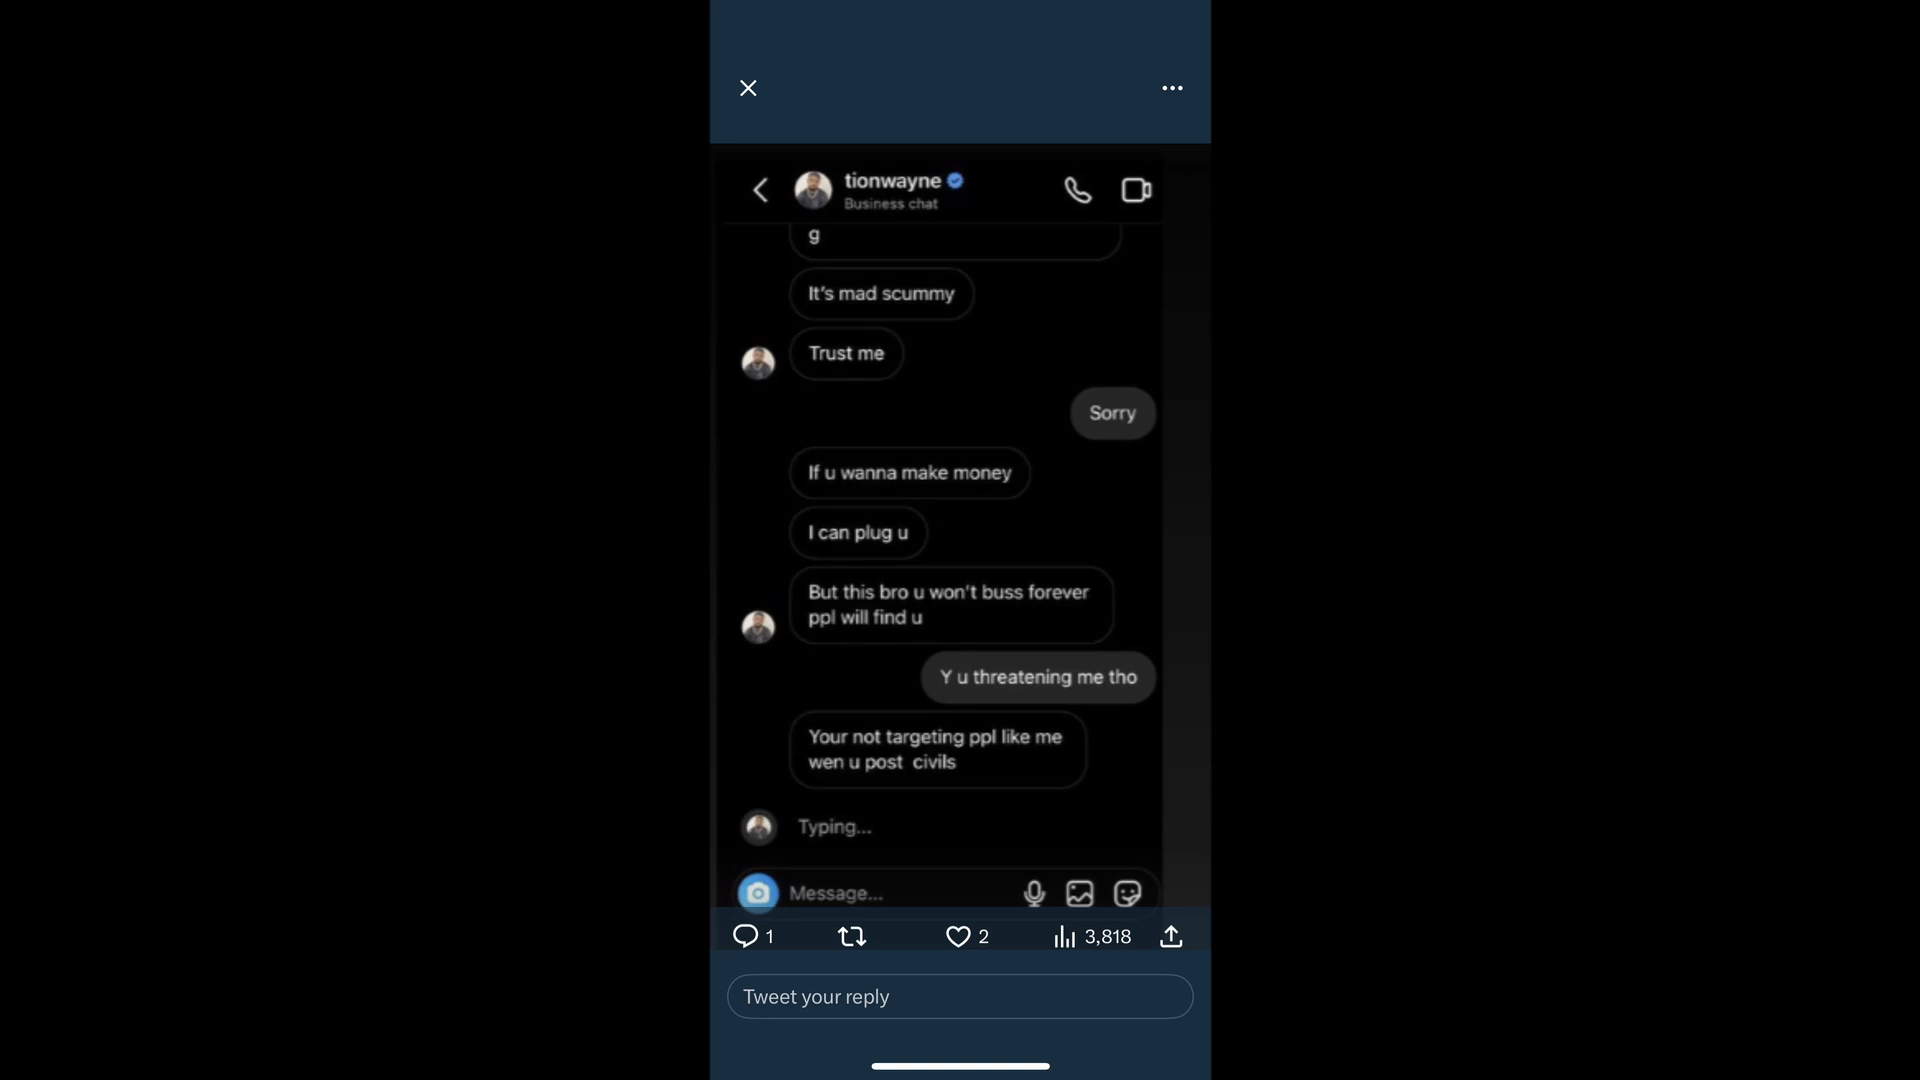 tionwayne
Business chat
g
It's mad scummy
Trust me
Sorry
If u wanna make money
I can plug u
But this bro u won't buss forever
ppl will find u
Y u threatening me tho
Your not targeting ppl like me
wen u post  civils
Typing...
Message...
1
2
3,818
Tweet your reply